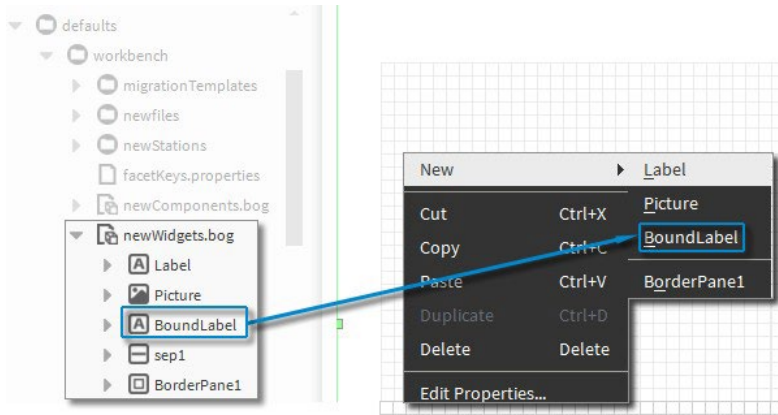 defaults
workbench
migrationTemplates
newfiles
newStations
facetKeys.properties
newComponents.bog
newWidgets.bog
Label
Picture
BoundLabel
sep1
BorderPane1
New
Cut Ctrl+X
Copy Ctrl+C
Paste Ctrl+V
Duplicate Ctrl+D
Delete Delete
Edit Properties...
Label
Picture
BoundLabel
BorderPane1